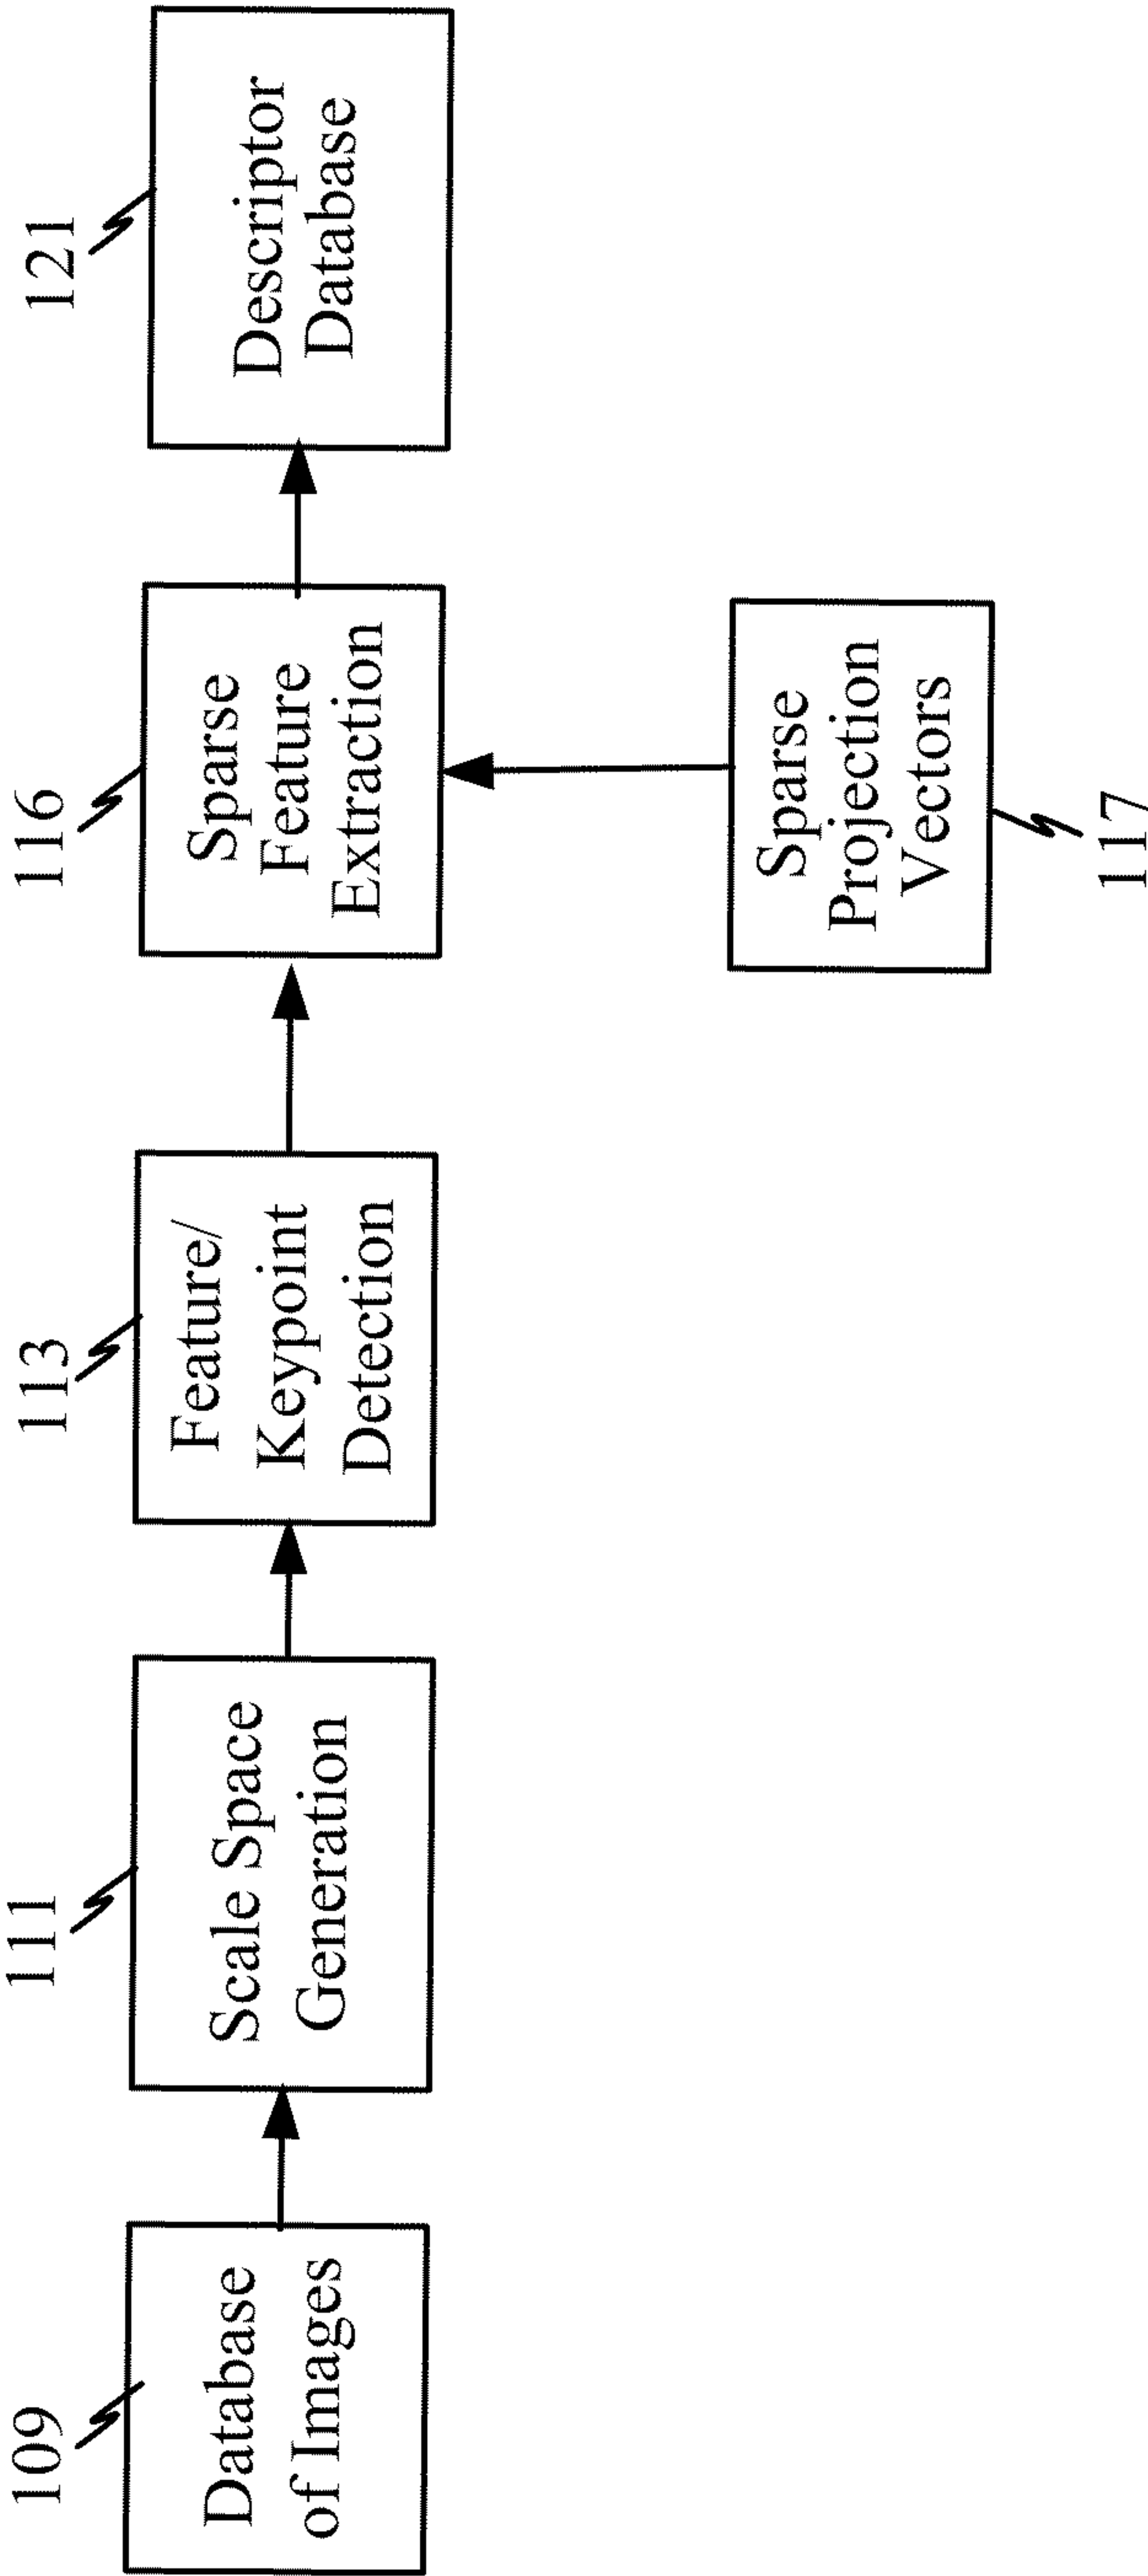 109
Database
of Images
111
Scale Space
Generation
113
Feature/
Keypoint
Detection
116
Sparse
Feature
Extraction
121
Descriptor
Database
Sparse
Projection
Vectors
117